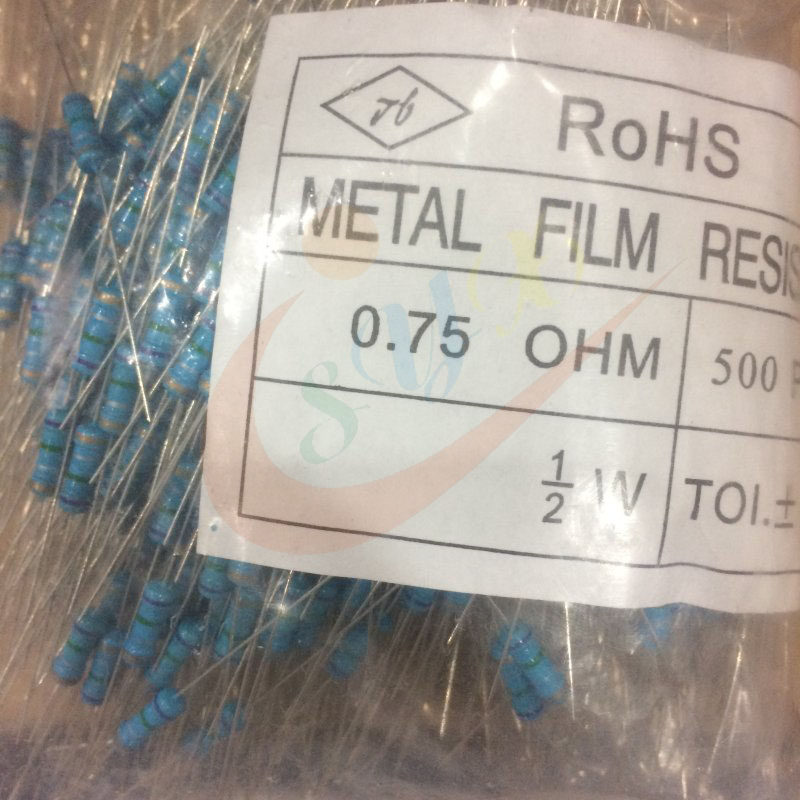 RoHS
METAL FILM RESIS
0.75 OHM 500
1/2 W TOl.±